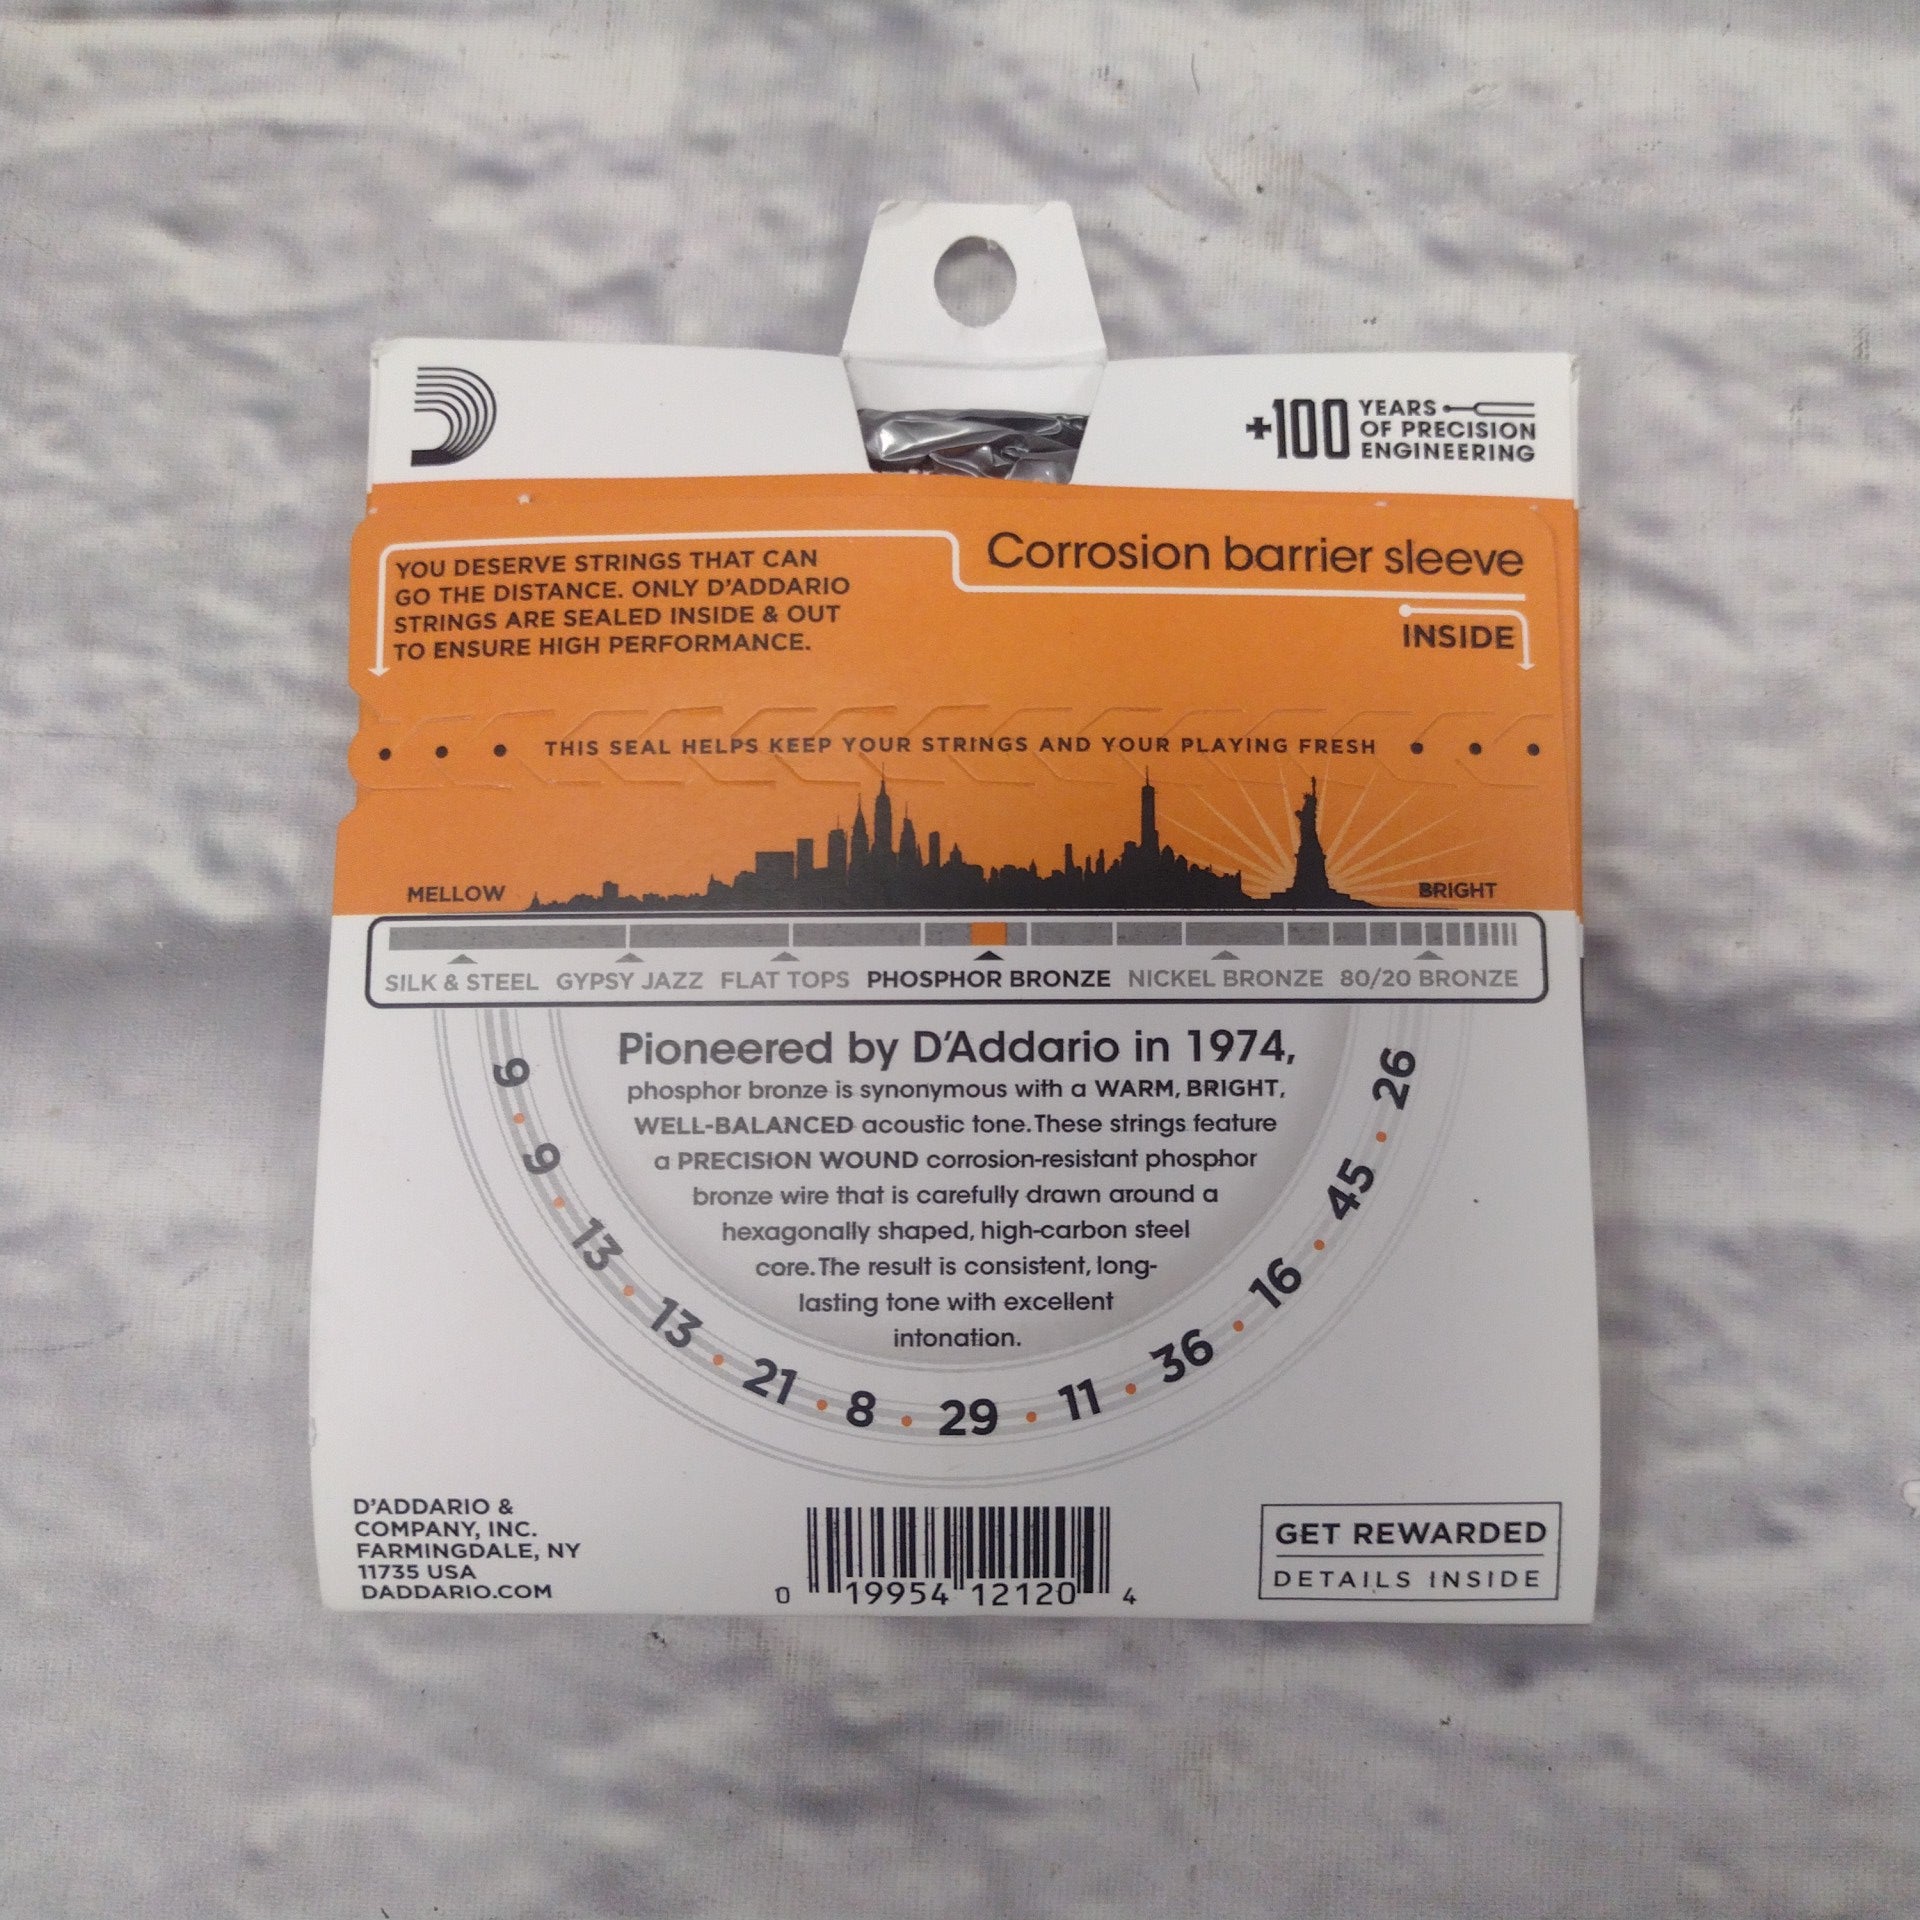 +100 YEARS
OF PRECISION
ENGINEERING
YOU DESERVE STRINGS THAT CAN
GO THE DISTANCE. ONLY D'ADDARIO
STRINGS ARE SEALED INSIDE & OUT
TO ENSURE HIGH PERFORMANCE.
Corrosion barrier sleeve
INSIDE
• • • THIS SEAL HELPS KEEP YOUR STRINGS AND YOUR PLAYING FRESH • • •
MELLOW
BRIGHT
SILK & STEEL GYPSY JAZZ FLAT TOPS PHOSPHOR BRONZE NICKEL BRONZE 80/20 BRONZE
Pioneered by D'Addario in 1974,
phosphor bronze is synonymous with a WARM, BRIGHT,
WELL-BALANCED acoustic tone. These strings feature
a PRECISION WOUND corrosion-resistant phosphor
bronze wire that is carefully drawn around a
hexagonally shaped, high-carbon steel
core. The result is consistent, long-
lasting tone with excellent
intonation.
9 • 9 • 13 • 13 • 21 • 8 • 29 • 11 • 36 • 16 • 45 • 26
D'ADDARIO &
COMPANY, INC.
FARMINGDALE, NY
11735 USA
DADDARIO.COM
0 19954 12120 4
GET REWARDED
DETAILS INSIDE